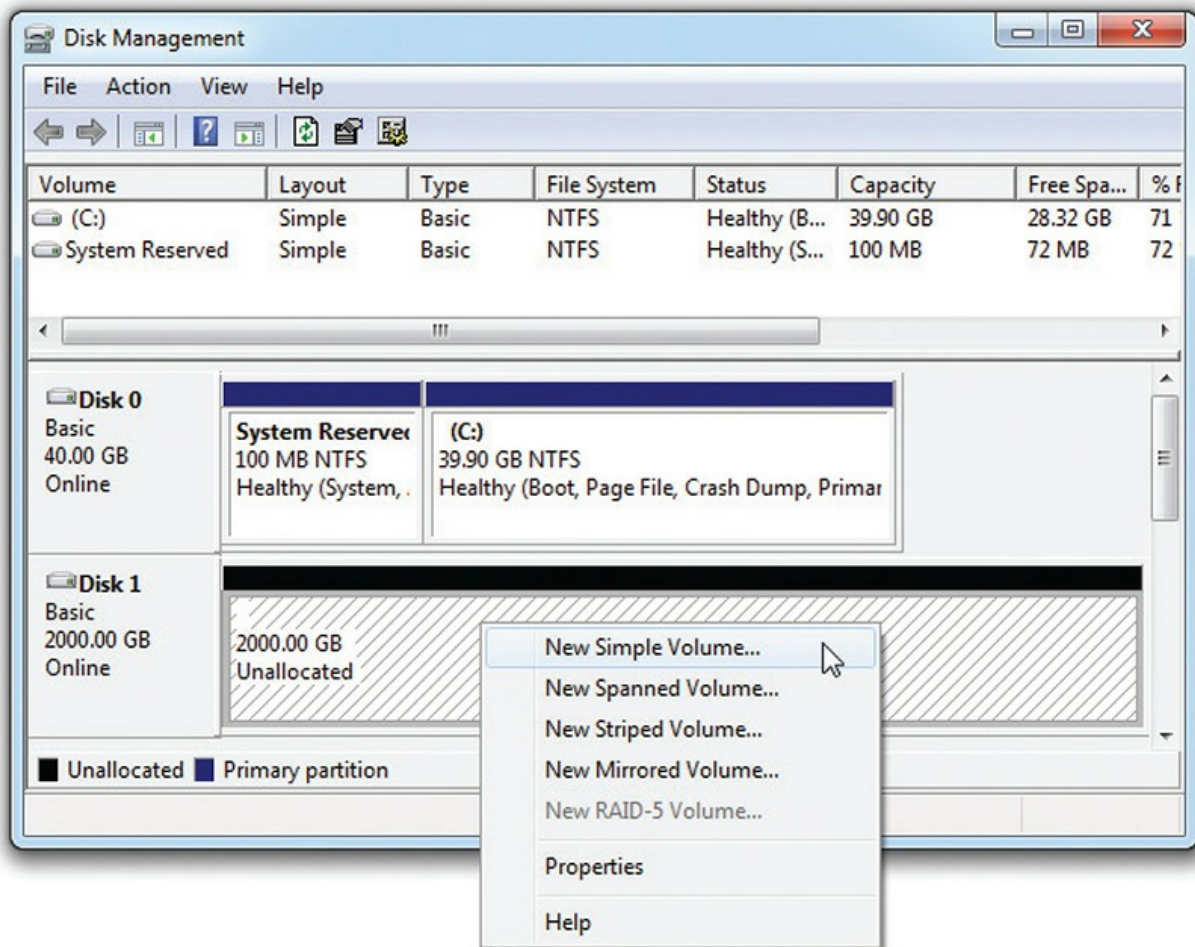 Disk Management
File Action View Help
Volume Layout Type File System Status Capacity Free Spa... % F
(C:) Simple Basic NTFS Healthy (B... 39.90 GB 28.32 GB 71
System Reserved Simple Basic NTFS Healthy (S... 100 MB 72 MB 72
Disk 0
Basic
40.00 GB
Online
System Reserved
100 MB NTFS
Healthy (System, .
(C:)
39.90 GB NTFS
Healthy (Boot, Page File, Crash Dump, Primar
Disk 1
Basic
2000.00 GB
Online
2000.00 GB
Unallocated
New Simple Volume...
New Spanned Volume...
New Striped Volume...
New Mirrored Volume...
New RAID-5 Volume...
Properties
Help
Unallocated Primary partition